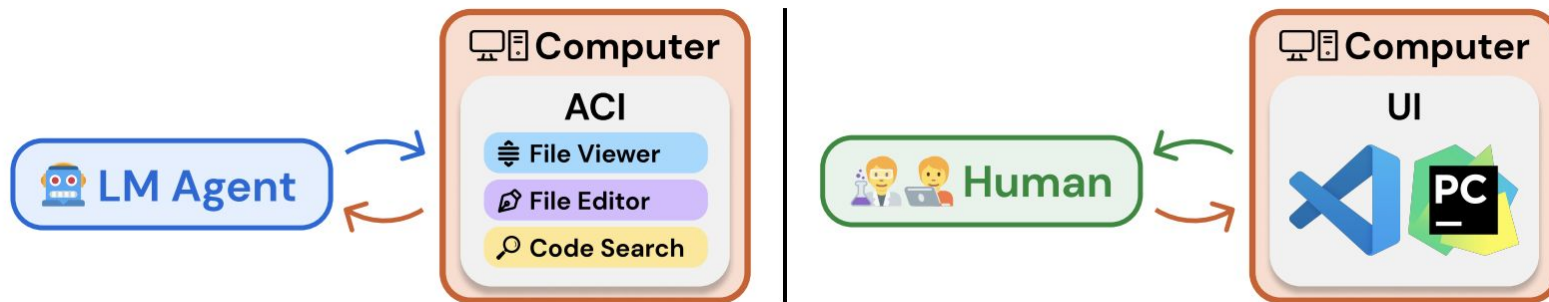 Computer
ACI
File Viewer
LM Agent
File Editor
Code Search
Computer
UI
Human
PC